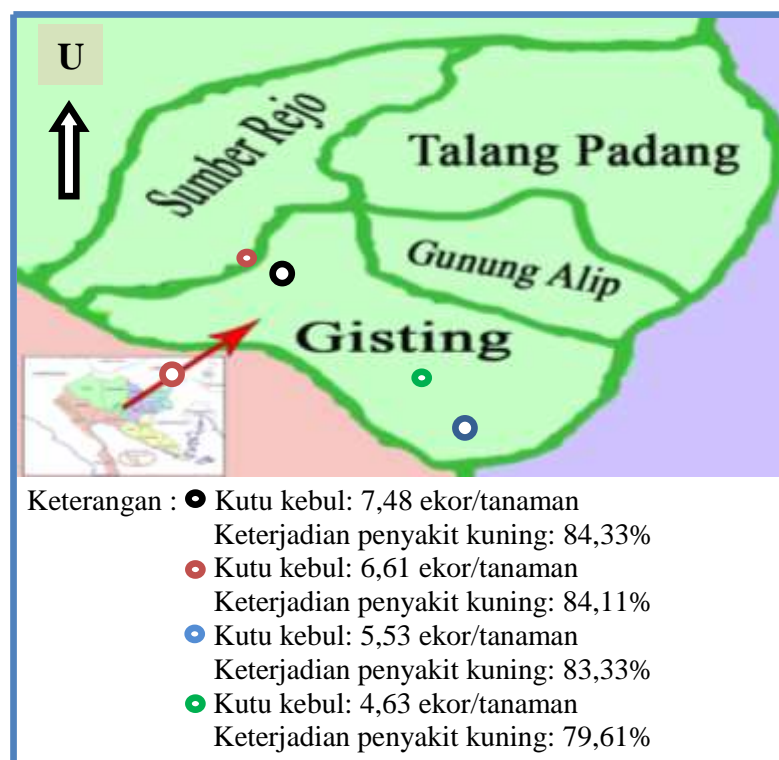 U
Sumber Rejo
Talang Padang
Gunung Alip
Gisting
Keterangan : Kutu kebul: 7,48 ekor/tanaman
Keterjadian penyakit kuning: 84,33%
Kutu kebul: 6,61 ekor/tanaman
Keterjadian penyakit kuning: 84,11%
Kutu kebul: 5,53 ekor/tanaman
Keterjadian penyakit kuning: 83,33%
Kutu kebul: 4,63 ekor/tanaman
Keterjadian penyakit kuning: 79,61%